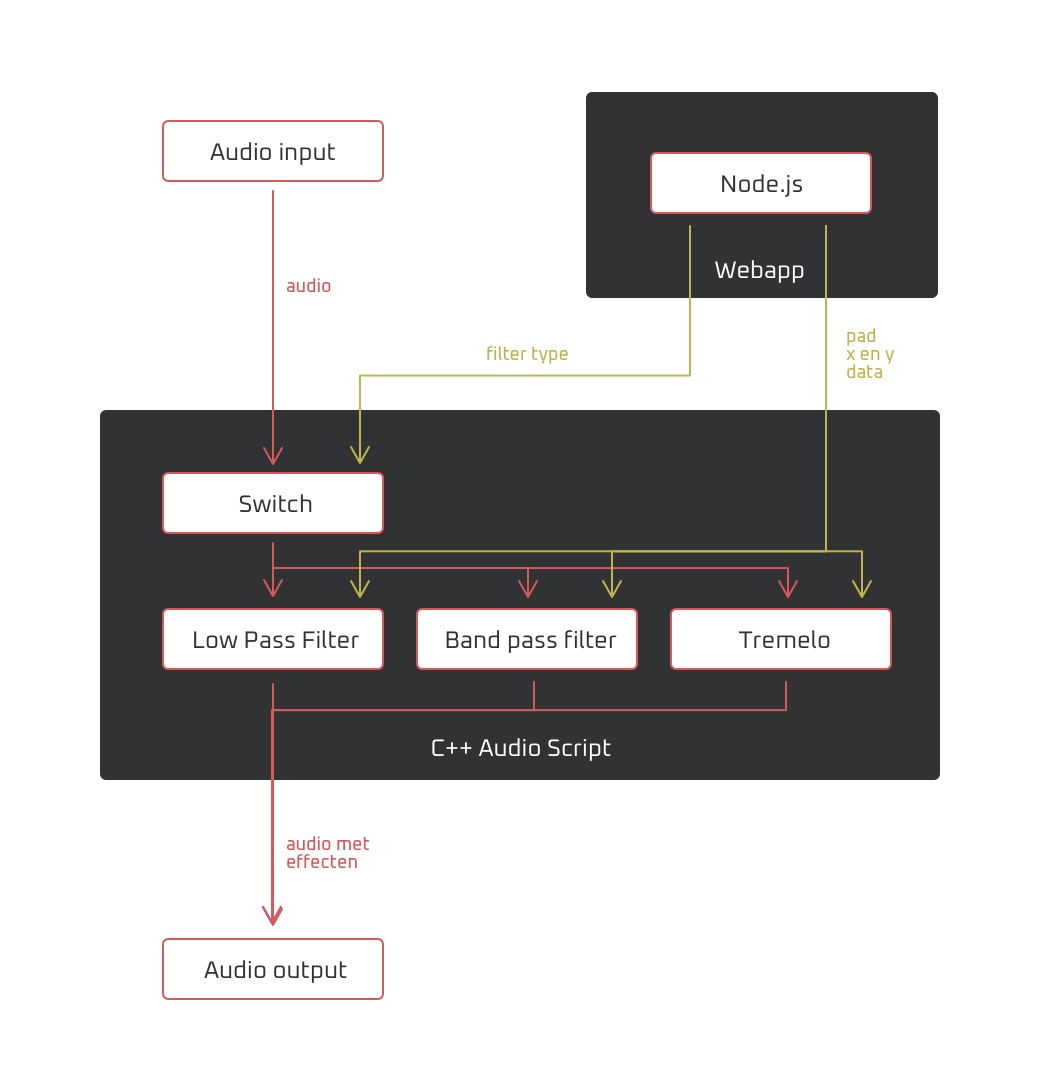 Audio input
Node.js
Webapp
audio
filter type
pad
x en y
data
Switch
Low Pass Filter
Band pass filter
Tremelo
C++ Audio Script
audio met
effecten
Audio output